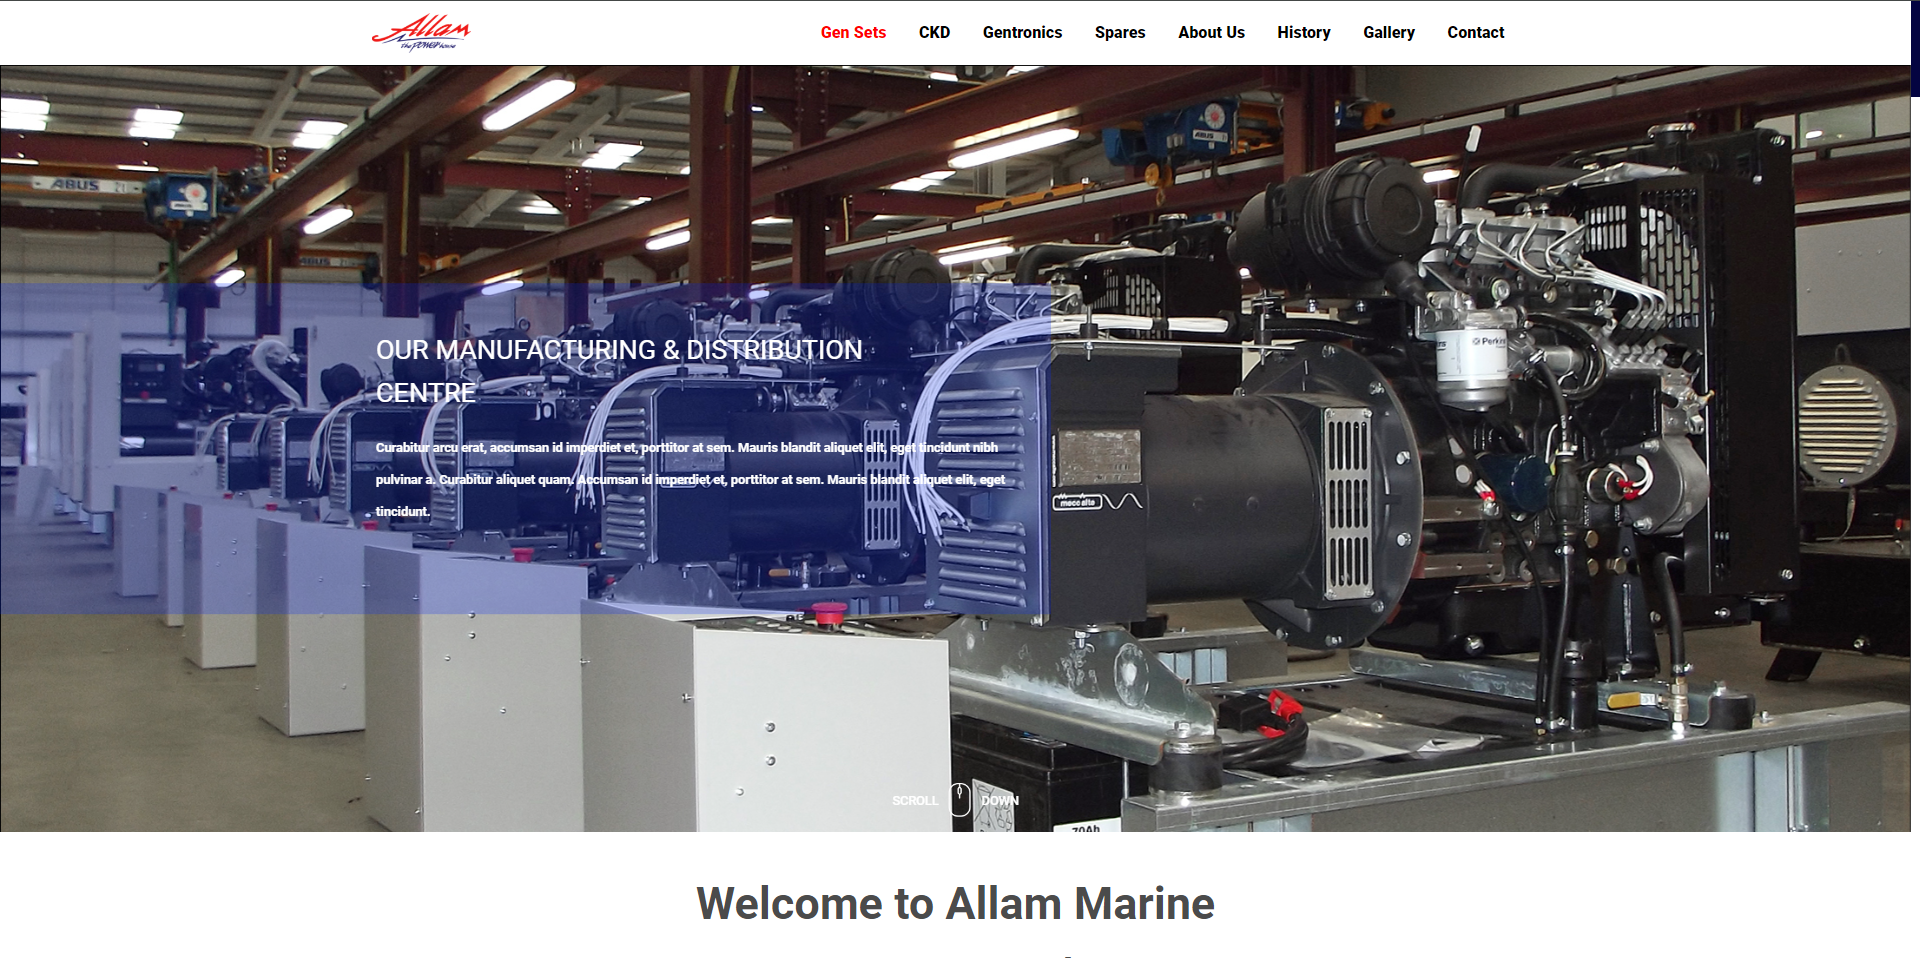 Allam
the power house
Gen Sets CKD Gentronics Spares About Us History Gallery Contact
ABUS
ABUS 2t
ABUS
OUR MANUFACTURING & DISTRIBUTION
CENTRE
Perkins
Curabitur arcu erat, accumsan id imperdiet et, porttitor at sem. Mauris blandit aliquet elit, eget tincidunt nibh
pulvinar a. Curabitur aliquet quam. Accumsan id imperdiet et, porttitor at sem. Mauris blandit aliquet elit, eget
tincidunt.
mecc alte
SCROLL DOWN
70Ah
Welcome to Allam Marine